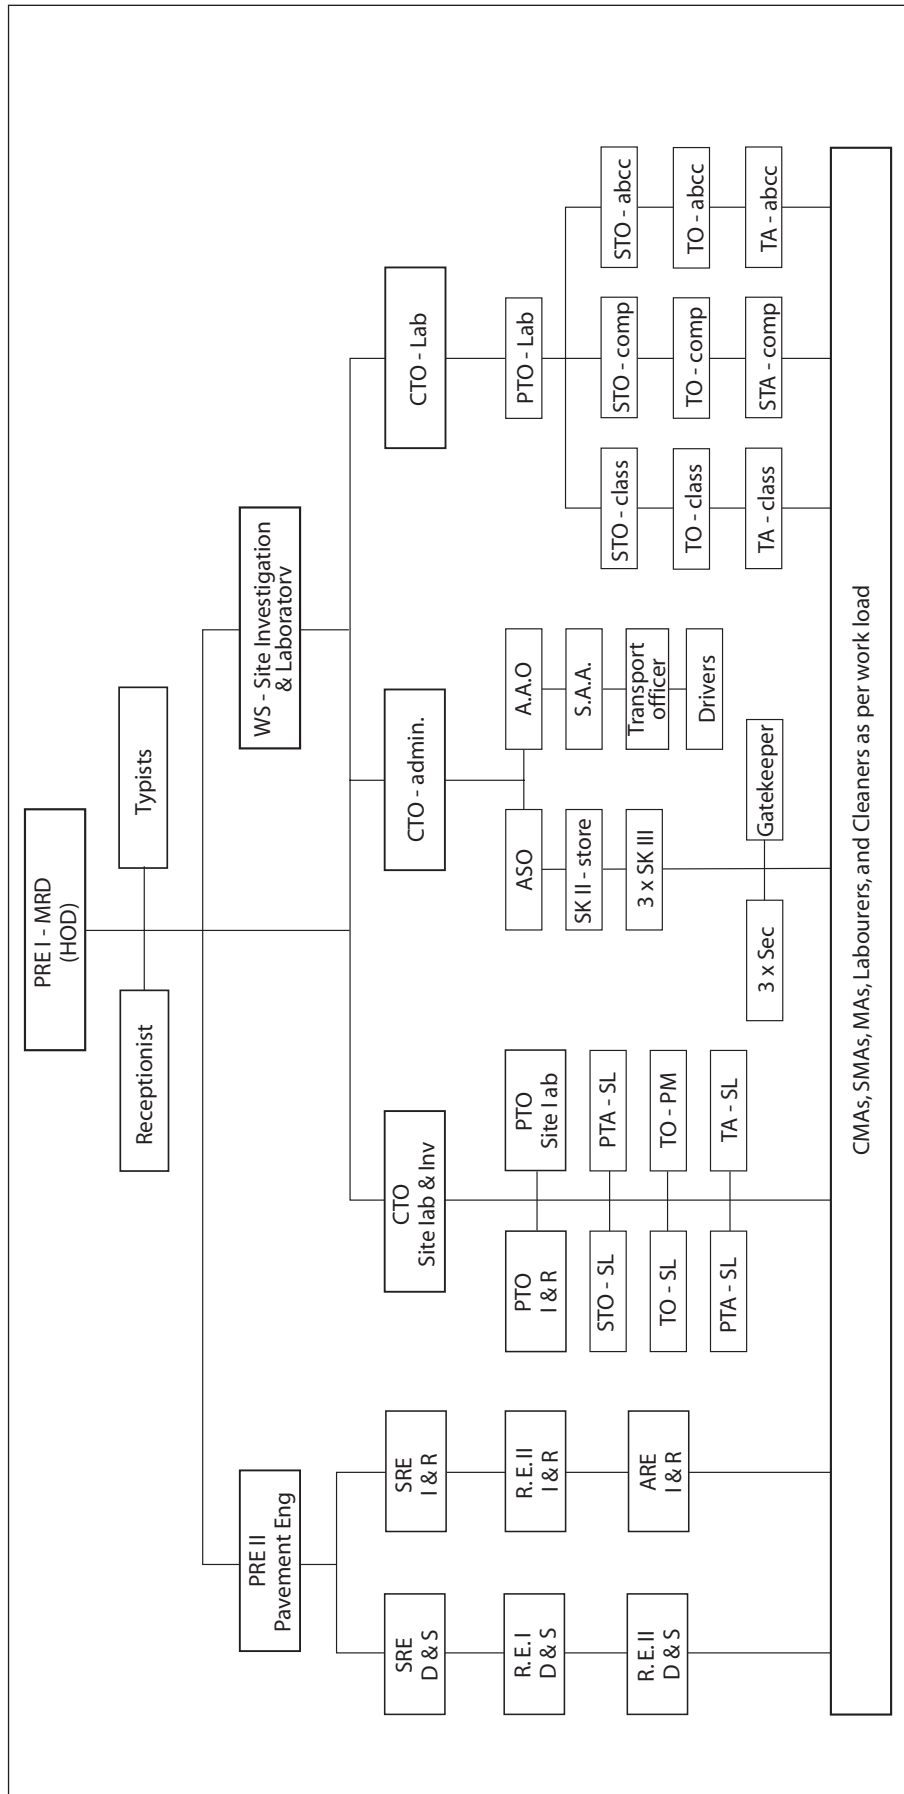 PRE I - MRD
(HOD)
Receptionist
Typists
PRE II
Pavement Eng
WS - Site Investigation
& Laboratorv
SRE
D & S
SRE
I & R
CTO
Site lab & Inv
CTO - admin.
CTO - Lab
R. E. I
D & S
R. E. II
I & R
PTO
I & R
PTO
Site l ab
ASO
A.A.O
PTO - Lab
STO - SL
PTA - SL
SK II - store
S.A.A.
STO - class
STO - comp
STO - abcc
R. E. II
D & S
ARE
I & R
TO - SL
TO - PM
3 x SK III
Transport
officer
TO - class
TO - comp
TO - abcc
PTA - SL
TA - SL
Drivers
3 x Sec
Gatekeeper
TA - class
STA - comp
TA - abcc
CMAs, SMAs, MAs, Labourers, and Cleaners as per work load